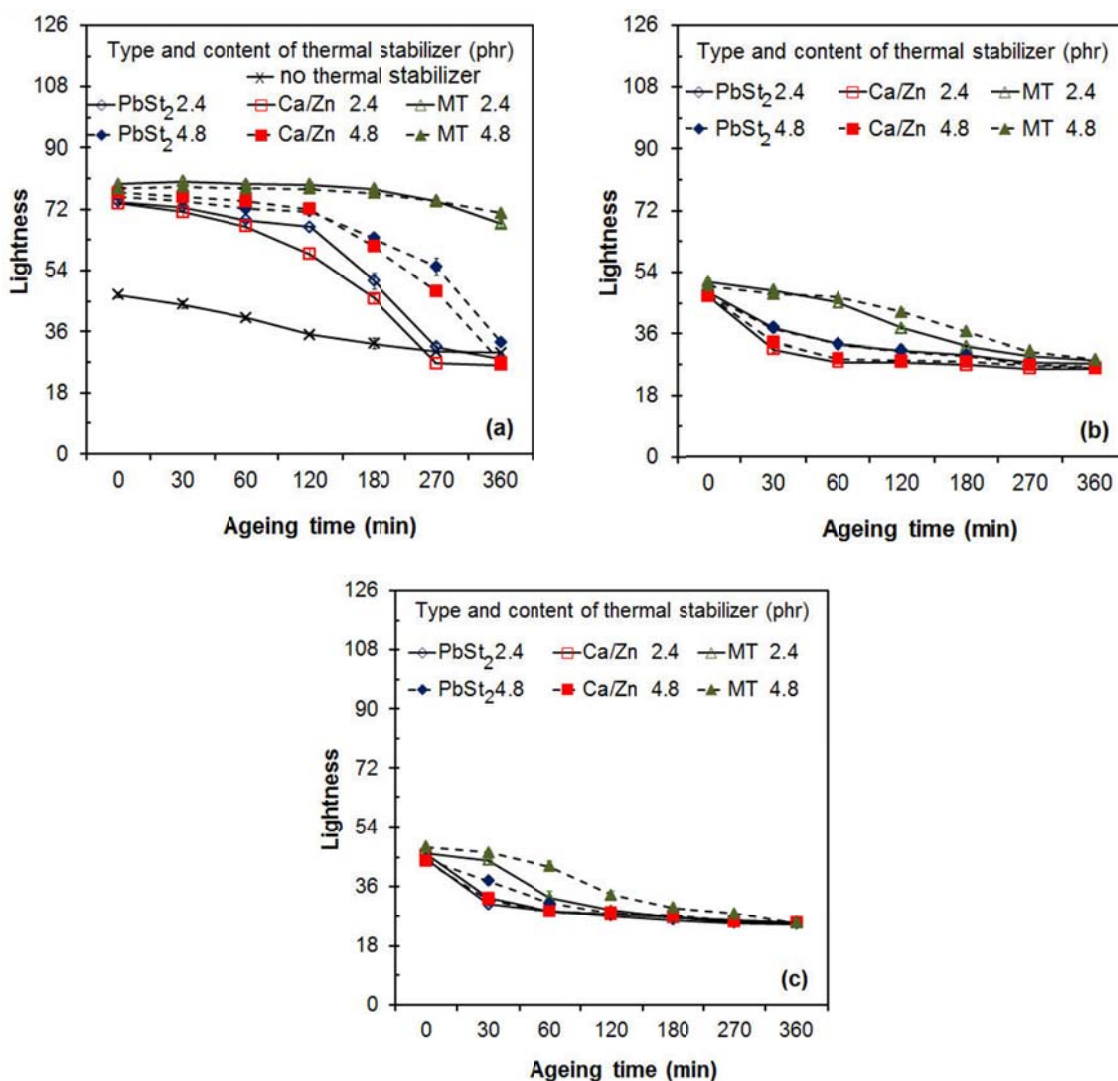 126
108
90
72
54
36
18
0
Lightness
Type and content of thermal stabilizer (phr)
no thermal stabilizer
PbSt2 2.4 Ca/Zn 2.4 MT 2.4
PbSt2 4.8 Ca/Zn 4.8 MT 4.8
(a)
0 30 60 120 180 270 360
Ageing time (min)
126
108
90
72
54
36
18
0
Lightness
Type and content of thermal stabilizer (phr)
PbSt2 2.4 Ca/Zn 2.4 MT 2.4
PbSt2 4.8 Ca/Zn 4.8 MT 4.8
(b)
0 30 60 120 180 270 360
Ageing time (min)
126
108
90
72
54
36
18
0
Lightness
Type and content of thermal stabilizer (phr)
PbSt2 2.4 Ca/Zn 2.4 MT 2.4
PbSt2 4.8 Ca/Zn 4.8 MT 4.8
(c)
0 30 60 120 180 270 360
Ageing time (min)